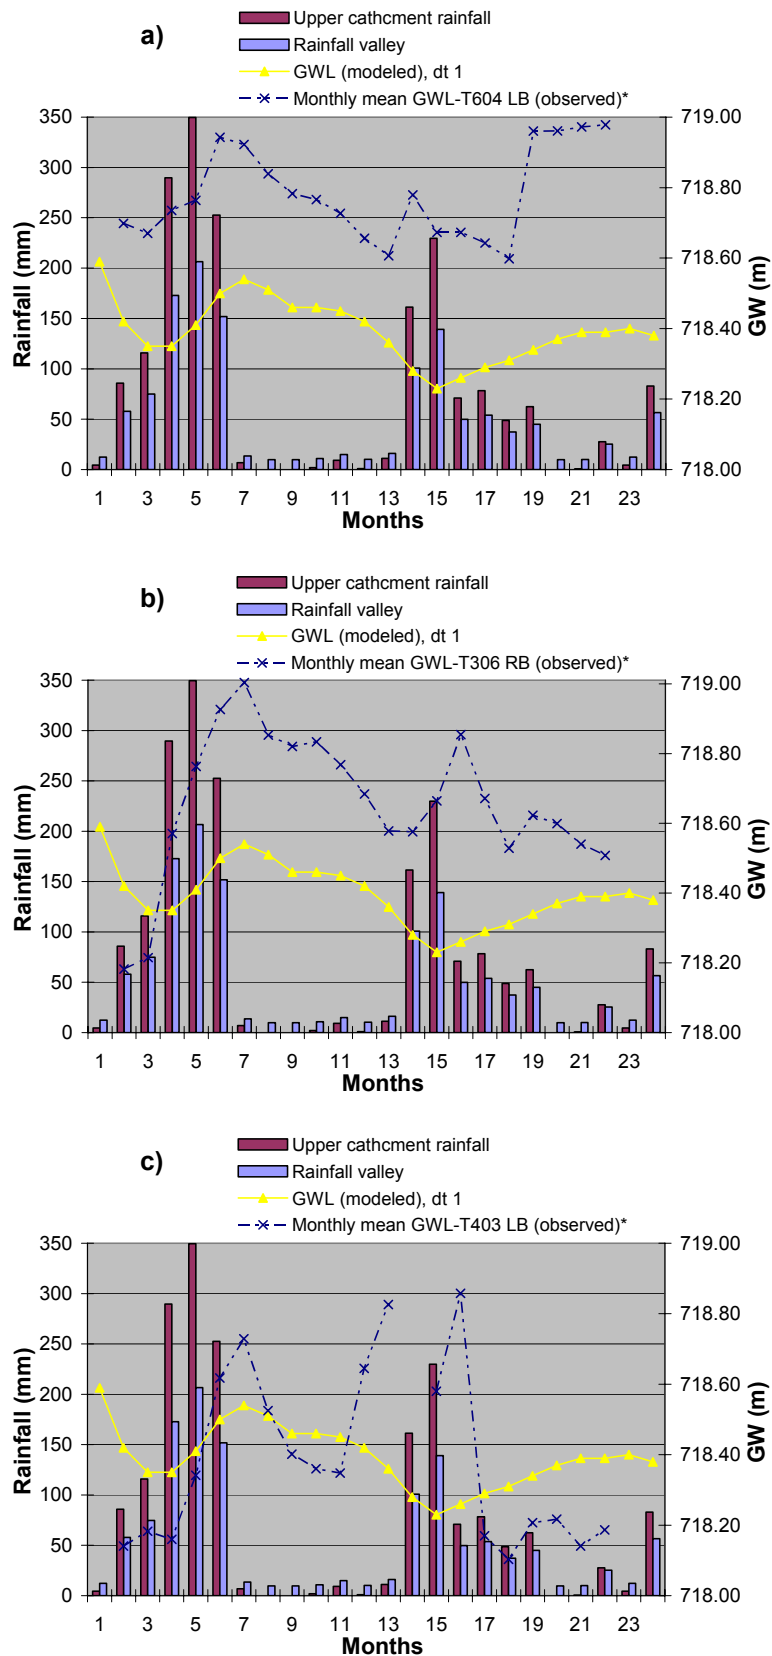 a)
Upper cathcment rainfall
Rainfall valley
GWL (modeled), dt 1
Monthly mean GWL-T604 LB (observed)*
350
300
250
200
150
100
50
0
Rainfall (mm)
719.00
718.80
718.60
718.40
718.20
718.00
GW (m)
1 3 5 7 9 11 13 15 17 19 21 23
Months
b)
Upper cathcment rainfall
Rainfall valley
GWL (modeled), dt 1
Monthly mean GWL-T306 RB (observed)*
350
300
250
200
150
100
50
0
Rainfall (mm)
719.00
718.80
718.60
718.40
718.20
718.00
GW (m)
1 3 5 7 9 11 13 15 17 19 21 23
Months
c)
Upper cathcment rainfall
Rainfall valley
GWL (modeled), dt 1
Monthly mean GWL-T403 LB (observed)*
350
300
250
200
150
100
50
0
Rainfall (mm)
719.00
718.80
718.60
718.40
718.20
718.00
GW (m)
1 3 5 7 9 11 13 15 17 19 21 23
Months